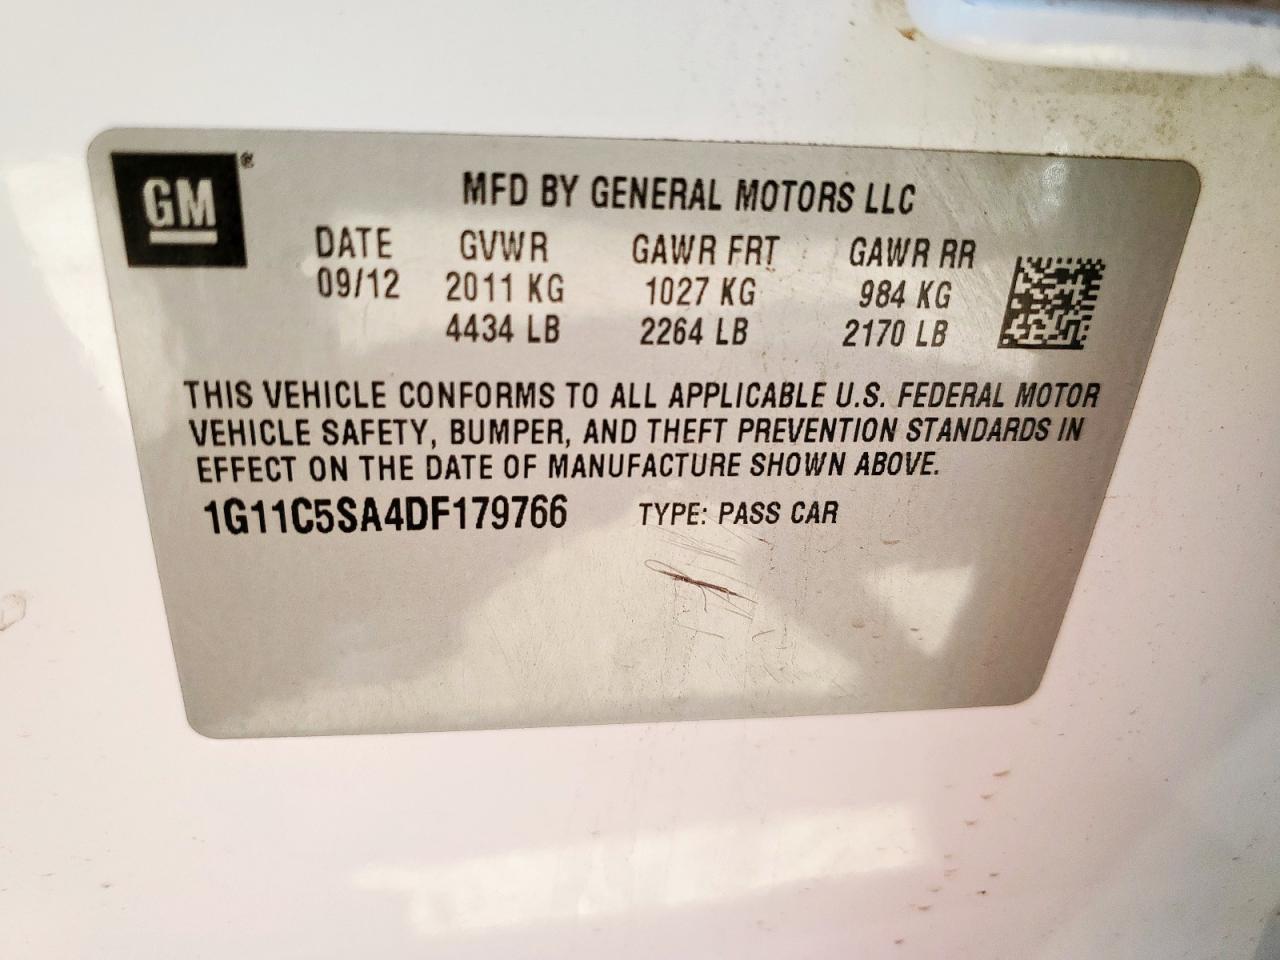 GM ®
MFD BY GENERAL MOTORS LLC
DATE GVWR GAWR FRT GAWR RR
09/12 2011 KG 1027 KG 984 KG
4434 LB 2264 LB 2170 LB
THIS VEHICLE CONFORMS TO ALL APPLICABLE U.S. FEDERAL MOTOR
VEHICLE SAFETY, BUMPER, AND THEFT PREVENTION STANDARDS IN
EFFECT ON THE DATE OF MANUFACTURE SHOWN ABOVE.
1G11C5SA4DF179766 TYPE: PASS CAR